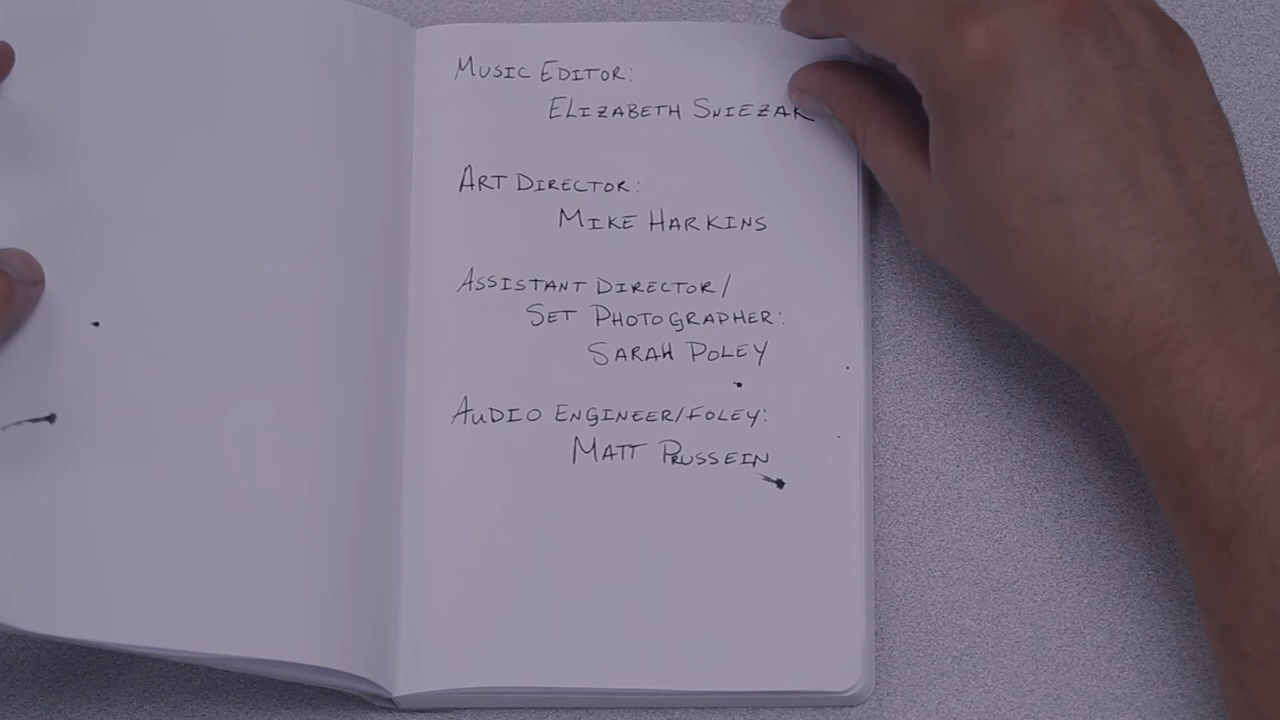 MUSIC EDITOR:
ELIZABETH SNIEZAK
ART DIRECTOR:
MIKE HARKINS
ASSISTANT DIRECTOR/
SET PHOTOGRAPHER:
SARAH POLEY
AUDIO ENGINEER/FOLEY:
MATT PRUSSEIN